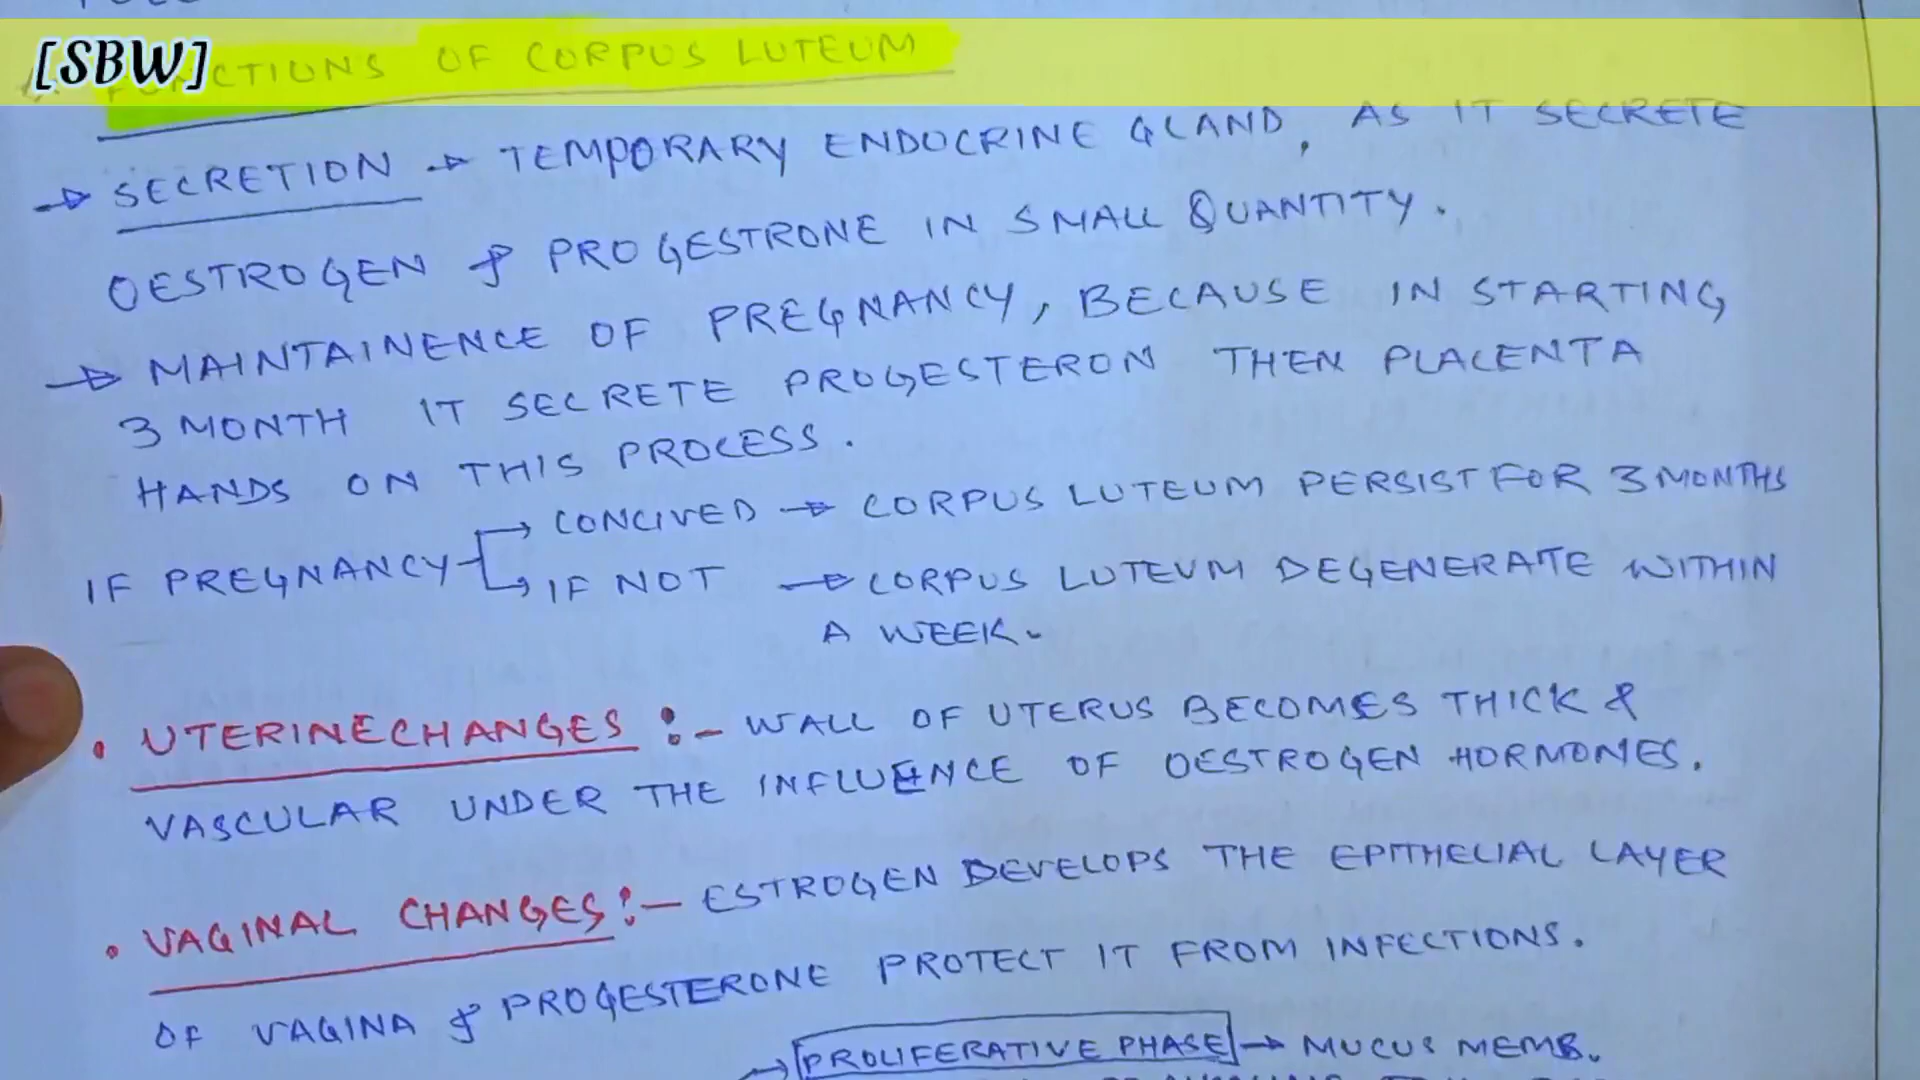 [SBW]
FUNCTIONS OF CORPUS LUTEUM
→ SECRETION → TEMPORARY ENDOCRINE GLAND, AS IT SECRETE
OESTROGEN & PROGESTRONE IN SMALL QUANTITY.
→ MAINTAINENCE OF PREGNANCY, BECAUSE IN STARTING
3 MONTH IT SECRETE PROGESTERON THEN PLACENTA
HANDS ON THIS PROCESS.
IF PREGNANCY → CONCIVED → CORPUS LUTEUM PERSIST FOR 3 MONTHS
→ IF NOT → CORPUS LUTEUM DEGENERATE WITHIN
A WEEK.
• UTERINE CHANGES :- WALL OF UTERUS BECOMES THICK &
VASCULAR UNDER THE INFLUENCE OF OESTROGEN HORMONES.
• VAGINAL CHANGES :- ESTROGEN DEVELOPS THE EPITHELIAL LAYER
OF VAGINA & PROGESTERONE PROTECT IT FROM INFECTIONS.
→ PROLIFERATIVE PHASE → MUCUS MEMB.